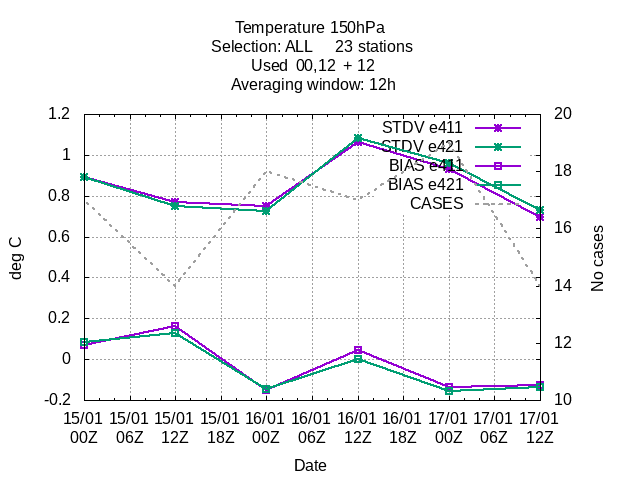 Temperature 150hPa
Selection: ALL 23 stations
Used 00,12 + 12
Averaging window: 12h
1.2
1
0.8
0.6
0.4
0.2
0
-0.2
deg C
20
18
16
14
12
10
No cases
STDV e411
STDV e421
BIAS e411
BIAS e421
CASES
15/01 15/01 15/01 15/01 16/01 16/01 16/01 16/01 17/01 17/01 17/01
00Z 06Z 12Z 18Z 00Z 06Z 12Z 18Z 00Z 06Z 12Z
Date